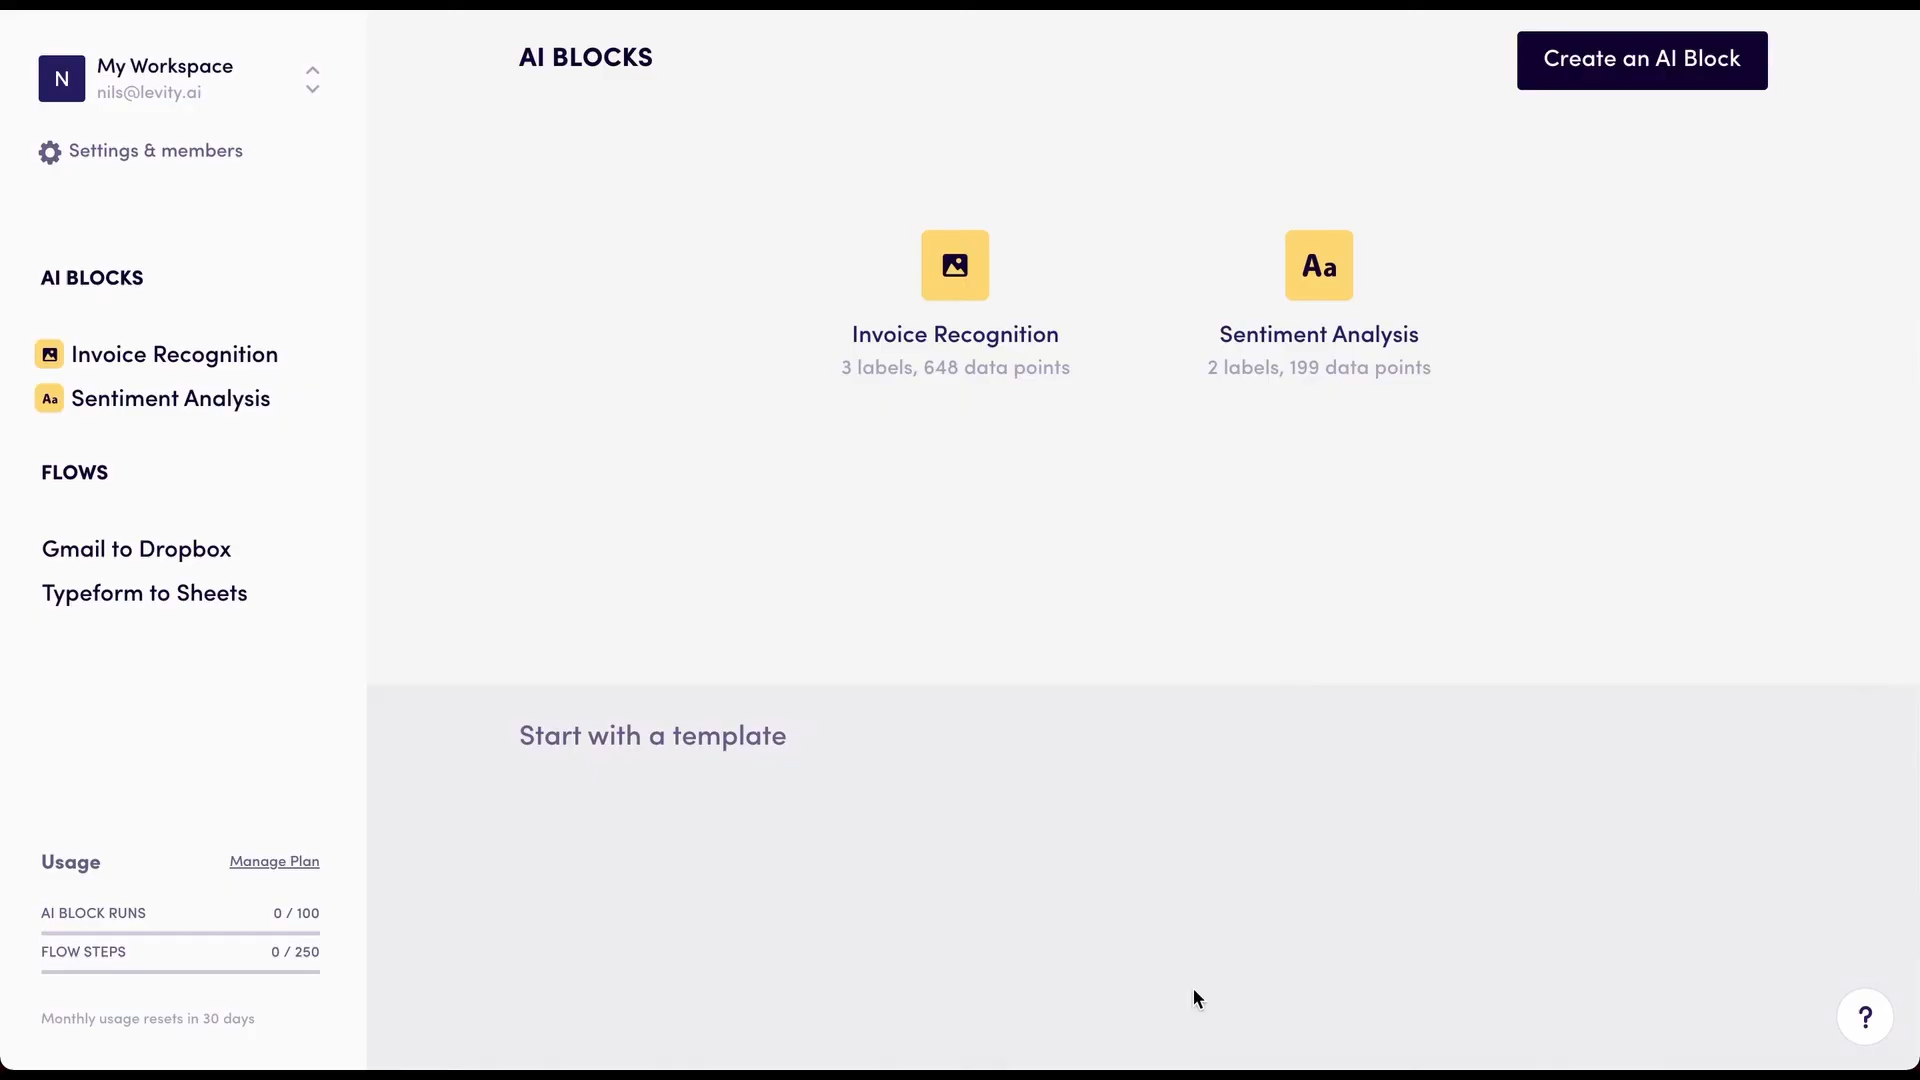 N
My Workspace
nils@levity.ai
Settings & members
AI BLOCKS
Invoice Recognition
Aa
Sentiment Analysis
FLOWS
Gmail to Dropbox
Typeform to Sheets
Usage
Manage Plan
AI BLOCK RUNS 0 / 100
FLOW STEPS 0 / 250
Monthly usage resets in 30 days
AI BLOCKS
Create an AI Block
Invoice Recognition
3 labels, 648 data points
Aa
Sentiment Analysis
2 labels, 199 data points
Start with a template
?